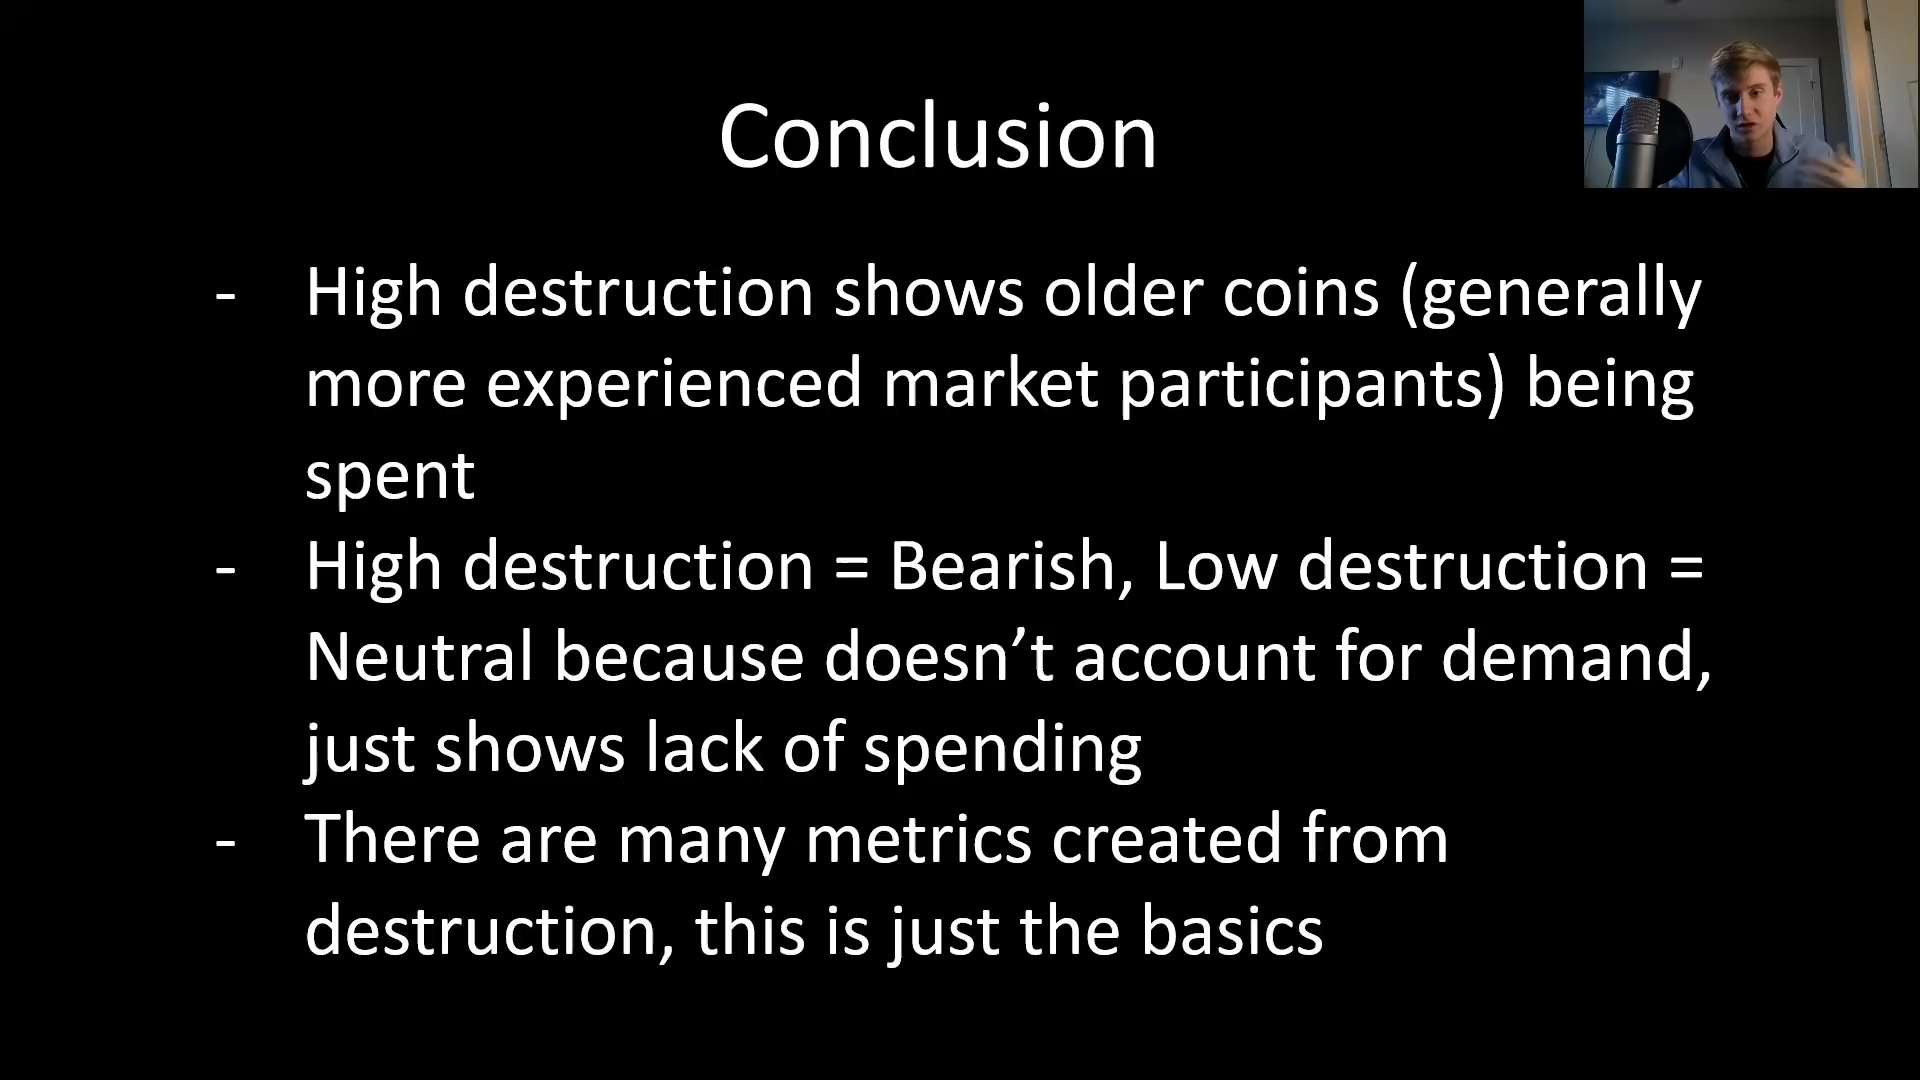 Conclusion
- High destruction shows older coins (generally
more experienced market participants) being
spent
- High destruction = Bearish, Low destruction =
Neutral because doesn’t account for demand,
just shows lack of spending
- There are many metrics created from
destruction, this is just the basics